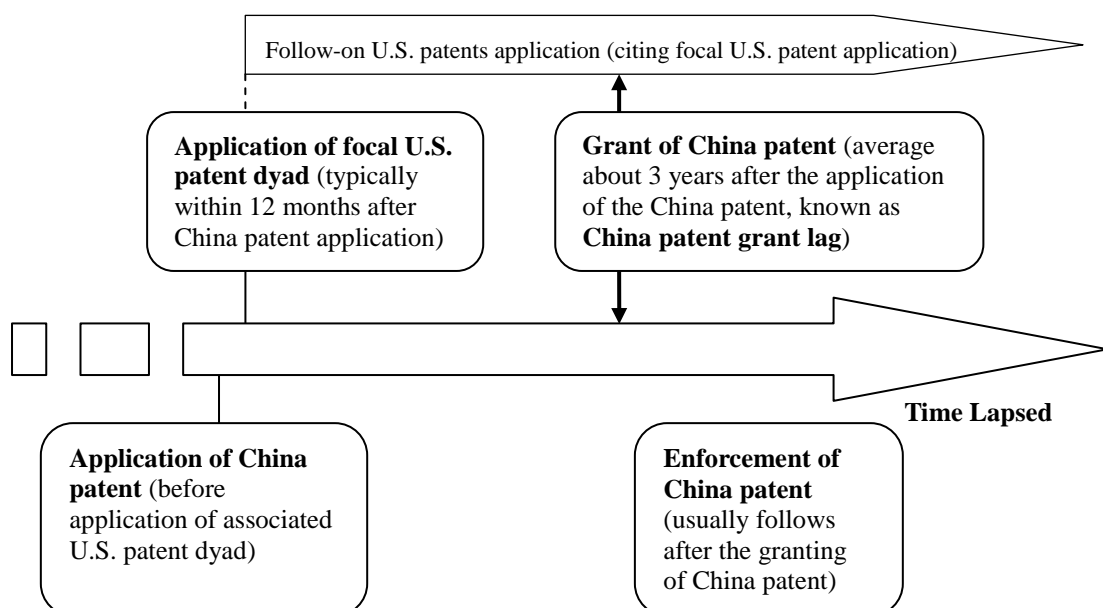 Follow-on U.S. patents application (citing focal U.S. patent application)
Application of focal U.S.
patent dyad (typically
within 12 months after
China patent application)
Grant of China patent (average
about 3 years after the application
of the China patent, known as
China patent grant lag)
Time Lapsed
Application of China
patent (before
application of associated
U.S. patent dyad)
Enforcement of
China patent
(usually follows
after the granting
of China patent)